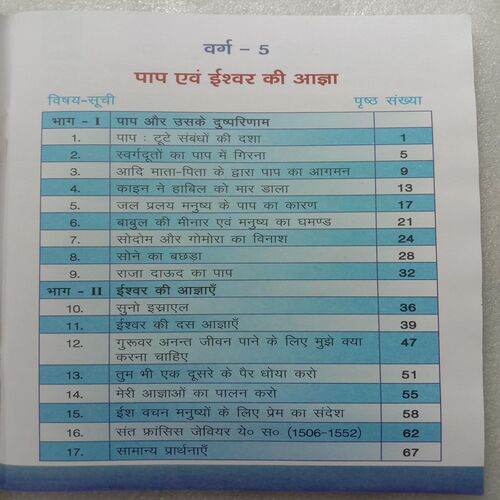 वर्ग – 5
पाप एवं ईश्वर की आज्ञा
विषय-सूची पृष्ठ संख्या
भाग - I पाप और उसके दुष्परिणाम
1. पाप : टूटे संबंधों की दशा 1
2. स्वर्गदूतों का पाप में गिरना 5
3. आदि माता-पिता के द्वारा पाप का आगमन 9
4. काइन ने हाबिल को मार डाला 13
5. जल प्रलय मनुष्य के पाप का कारण 17
6. बाबुल की मीनार एवं मनुष्य का घमण्ड 21
7. सोदोम और गोमोरा का विनाश 24
8. सोने का बछड़ा 28
9. राजा दाऊद का पाप 32
भाग - II ईश्वर की आज्ञाएँ
10. सुनो इस्राएल 36
11. ईश्वर की दस आज्ञाएँ 39
12. गुरूवर अनन्त जीवन पाने के लिए मुझे क्या 47
करना चाहिए
13. तुम भी एक दूसरे के पैर धोया करो 51
14. मेरी आज्ञाओं का पालन करो 55
15. ईश वचन मनुष्यों के लिए प्रेम का संदेश 58
16. संत फ्रांसिस जेवियर ये० स० (1506-1552) 62
17. सामान्य प्रार्थनाएँ 67